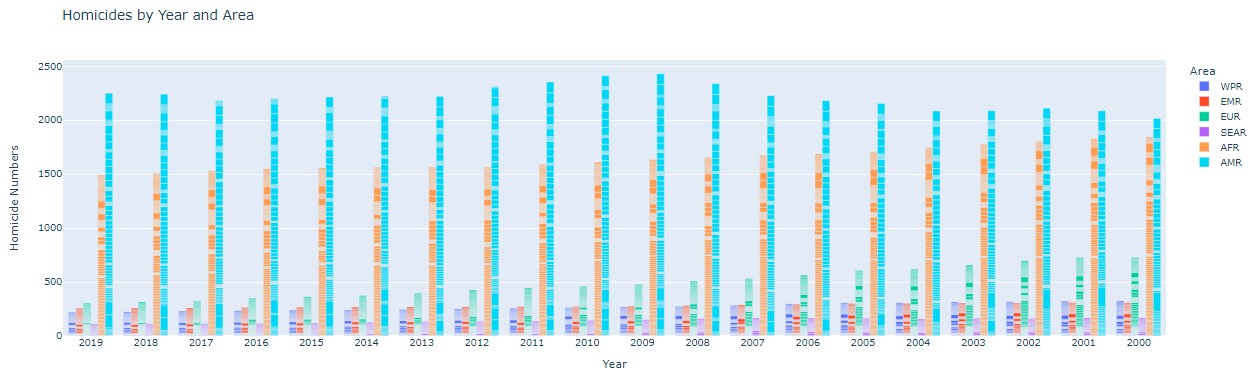 Homicides by Year and Area
Homicide Numbers
2500
2000
1500
1000
500
0
2019 2018 2017 2016 2015 2014 2013 2012 2011 2010 2009 2008 2007 2006 2005 2004 2003 2002 2001 2000
Year
Area
WPR
EMR
EUR
SEAR
AFR
AMR